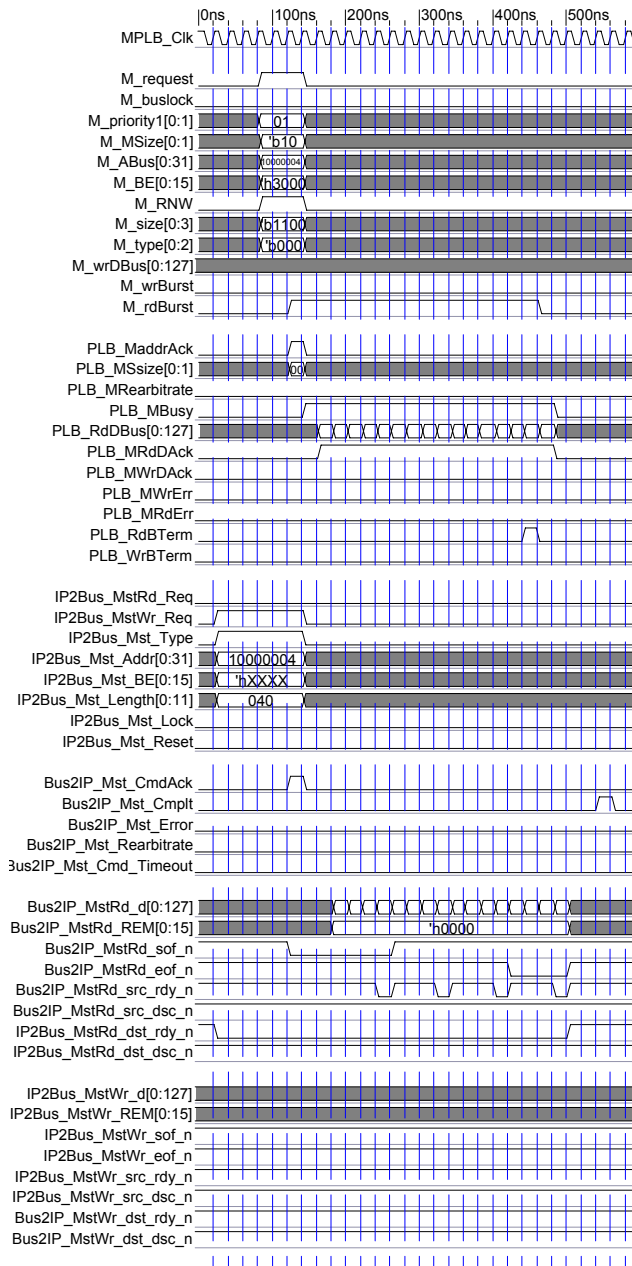 0ns 100ns 200ns 300ns 400ns 500ns
MPLB_Clk
M_request
M_buslock
M_priority1[0:1] 01
M_MSize[0:1] 'b10
M_ABus[0:31] 10000004
M_BE[0:15] 'h3000
M_RNW
M_size[0:3] 'b1100
M_type[0:2] 'b000
M_wrDBus[0:127]
M_wrBurst
M_rdBurst
PLB_MaddrAck
PLB_MSsize[0:1] 00
PLB_MRearbitrate
PLB_MBusy
PLB_RdDBus[0:127]
PLB_MRdDAck
PLB_MWrDAck
PLB_MWrErr
PLB_MRdErr
PLB_RdBTerm
PLB_WrBTerm
IP2Bus_MstRd_Req
IP2Bus_MstWr_Req
IP2Bus_Mst_Type
IP2Bus_Mst_Addr[0:31] 10000004
IP2Bus_Mst_BE[0:15] 'hXXXX
IP2Bus_Mst_Length[0:11] 040
IP2Bus_Mst_Lock
IP2Bus_Mst_Reset
Bus2IP_Mst_CmdAck
Bus2IP_Mst_Cmplt
Bus2IP_Mst_Error
Bus2IP_Mst_Rearbitrate
Bus2IP_Mst_Cmd_Timeout
Bus2IP_MstRd_d[0:127]
Bus2IP_MstRd_REM[0:15] 'h0000
Bus2IP_MstRd_sof_n
Bus2IP_MstRd_eof_n
Bus2IP_MstRd_src_rdy_n
Bus2IP_MstRd_src_dsc_n
IP2Bus_MstRd_dst_rdy_n
IP2Bus_MstRd_dst_dsc_n
IP2Bus_MstWr_d[0:127]
IP2Bus_MstWr_REM[0:15]
IP2Bus_MstWr_sof_n
IP2Bus_MstWr_eof_n
IP2Bus_MstWr_src_rdy_n
IP2Bus_MstWr_src_dsc_n
Bus2IP_MstWr_dst_rdy_n
Bus2IP_MstWr_dst_dsc_n